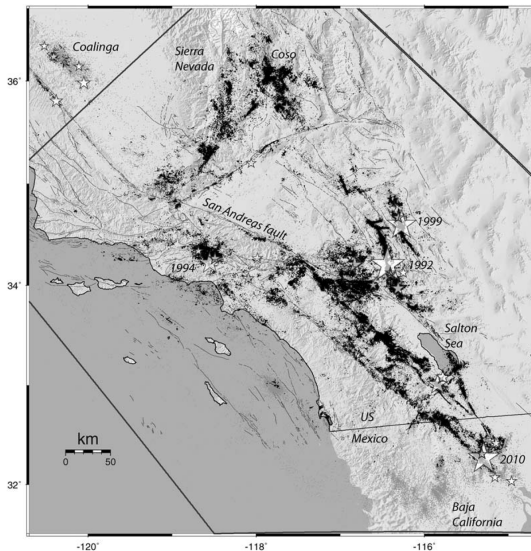 36°
Coalinga
Sierra
Nevada
Coso
San Andreas fault
1999
1992
1994
34°
Salton
Sea
US
Mexico
km
0
50
2010
32°
Baja
California
-120°
-118°
-116°